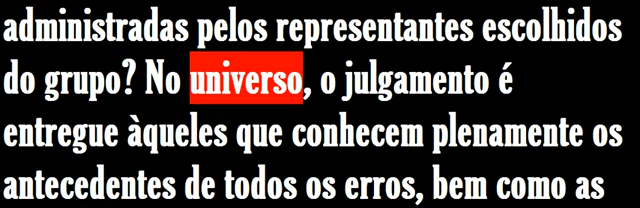 administradas pelos representantes escolhidos
do grupo? No universo, o julgamento é
entregue àqueles que conhecem plenamente os
antecedentes de todos os erros, bem como as